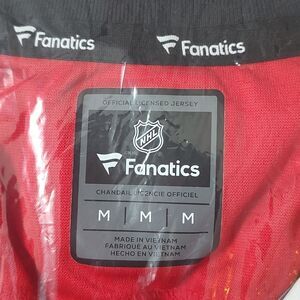 Fanatics Fanatics
OFFICIAL LICENSED JERSEY
NHL
Fanatics
CHANDAIL LICENCIÉ OFFICIEL
M M M
MADE IN VIETNAM
FABRIQUÉ AU VIETNAM
HECHO EN VIETNAM